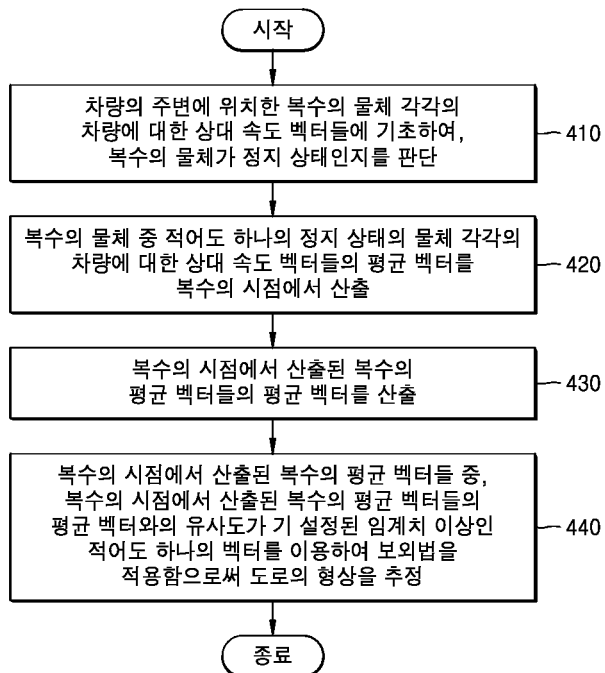 시작
차량의 주변에 위치한 복수의 물체 각각의
차량에 대한 상대 속도 벡터들에 기초하여,
복수의 물체가 정지 상태인지를 판단
410
복수의 물체 중 적어도 하나의 정지 상태의 물체 각각의
차량에 대한 상대 속도 벡터들의 평균 벡터를
복수의 시점에서 산출
420
복수의 시점에서 산출된 복수의
평균 벡터들의 평균 벡터를 산출
430
복수의 시점에서 산출된 복수의 평균 벡터들 중,
복수의 시점에서 산출된 복수의 평균 벡터들의
평균 벡터와의 유사도가 기 설정된 임계치 이상인
적어도 하나의 벡터를 이용하여 보외법을
적용함으로써 도로의 형상을 추정
440
종료